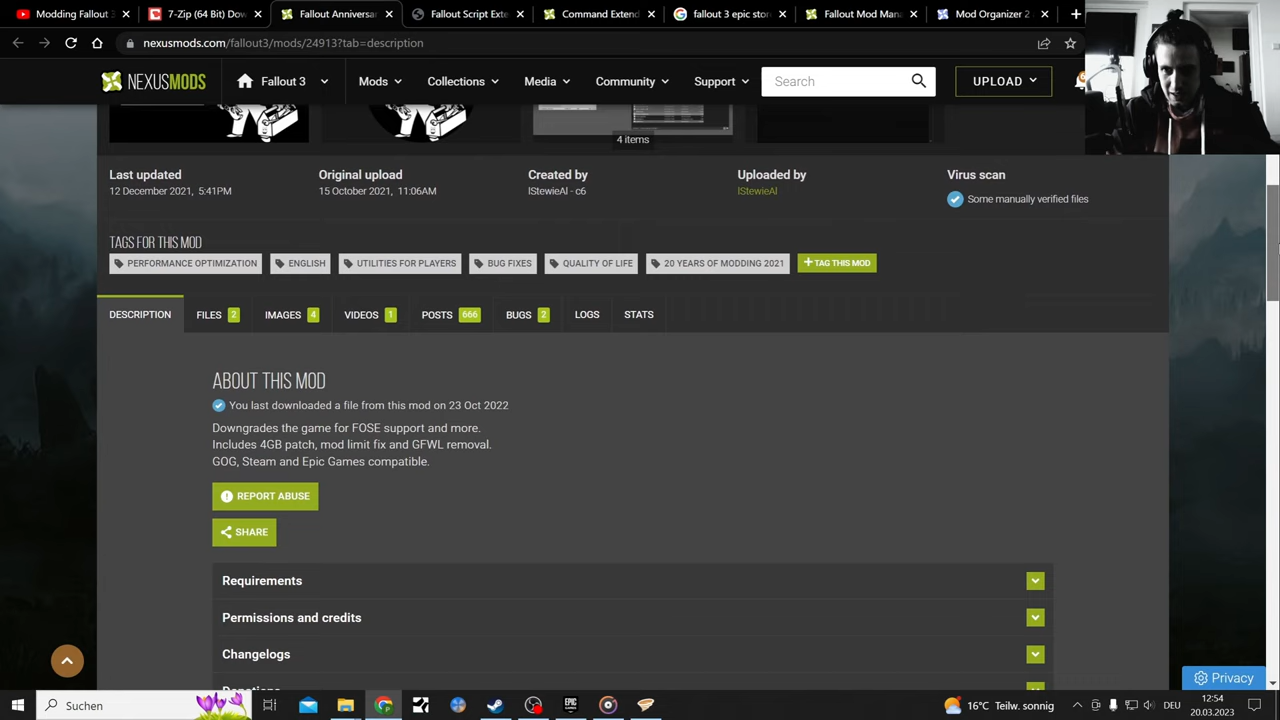 Modding Fallout 3
7-Zip (64 Bit) Dow
Fallout Anniversar
Fallout Script Exte
Command Extend
fallout 3 epic stor
Fallout Mod Mana
Mod Organizer 2
nexusmods.com/fallout3/mods/24913?tab=description
NEXUSMODS
Fallout 3
Mods
Collections
Media
Community
Support
Search
UPLOAD
4 items
Last updated
Original upload
Created by
Uploaded by
Virus scan
12 December 2021, 5:41PM
15 October 2021, 11:06AM
lStewieAl - c6
lStewieAl
Some manually verified files
TAGS FOR THIS MOD
PERFORMANCE OPTIMIZATION
ENGLISH
UTILITIES FOR PLAYERS
BUG FIXES
QUALITY OF LIFE
20 YEARS OF MODDING 2021
+ TAG THIS MOD
DESCRIPTION
FILES 2
IMAGES 4
VIDEOS 1
POSTS 666
BUGS 2
LOGS
STATS
ABOUT THIS MOD
You last downloaded a file from this mod on 23 Oct 2022
Downgrades the game for FOSE support and more.
Includes 4GB patch, mod limit fix and GFWL removal.
GOG, Steam and Epic Games compatible.
REPORT ABUSE
SHARE
Requirements
Permissions and credits
Changelogs
Donations
Privacy
Suchen
EPIC
16°C Teilw. sonnig
DEU
12:54
20.03.2023